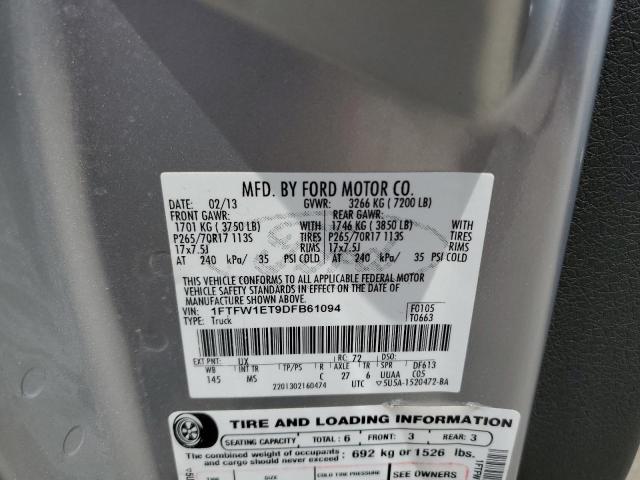 MFD. BY FORD MOTOR CO.
DATE: 02/13 GVWR: 3266 KG ( 7200 LB)
FRONT GAWR: REAR GAWR:
1701 KG ( 3750 LB) WITH 1746 KG ( 3850 LB) WITH
P265/70R17 113S TIRES P265/70R17 113S TIRES
17x7.5J RIMS 17x7.5J RIMS
AT 240 kPa/ 35 PSI COLD AT 240 kPa/ 35 PSI COLD
THIS VEHICLE CONFORMS TO ALL APPLICABLE FEDERAL MOTOR
VEHICLE SAFETY STANDARDS IN EFFECT ON THE DATE OF
MANUFACTURE SHOWN ABOVE.
VIN: 1FTFW1ET9DFB61094 F0105
TYPE: Truck T0663
EXT PNT: UX RC: 72 DSO:
WB INT TR TP/PS R AXLE TR SPR DF613
145 MS C 27 6 UUAA C05
2201302160474 UTC ▽5U5A-1520472-BA
TIRE AND LOADING INFORMATION
SEATING CAPACITY TOTAL: 6 FRONT: 3 REAR: 3
The combined weight of occupants and cargo should never exceed: 692 kg or 1526 lbs.
TIRE SIZE COLD TIRE PRESSURE SEE OWNERS
1FTFW